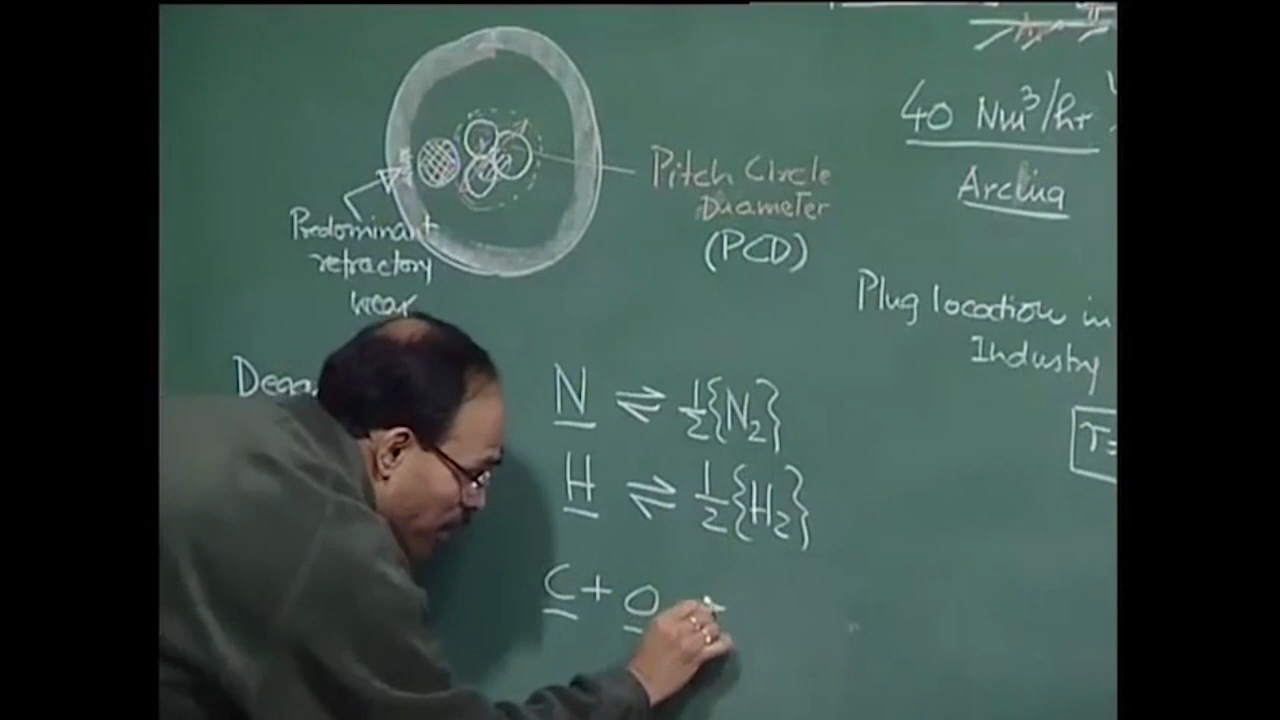 40 Nm³/hr
Arcing
Pitch Circle
Diameter
(PCD)
Predominant
refractory
wear
Plug location in
Industry
N ⇌ ½{N₂}
H ⇌ ½{H₂}
C + O